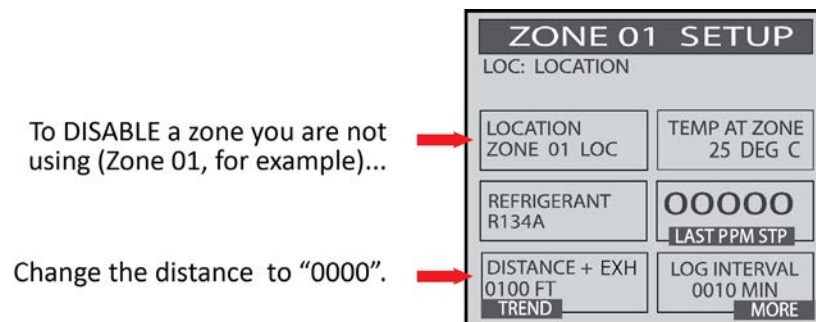 ZONE 01 SETUP
LOC: LOCATION
To DISABLE a zone you are not
using (Zone 01, for example)...
LOCATION
ZONE 01 LOC
TEMP AT ZONE
25 DEG C
REFRIGERANT
R134A
00000
LAST PPM STP
Change the distance to "0000".
DISTANCE + EXH
0100 FT
TREND
LOG INTERVAL
0010 MIN
MORE